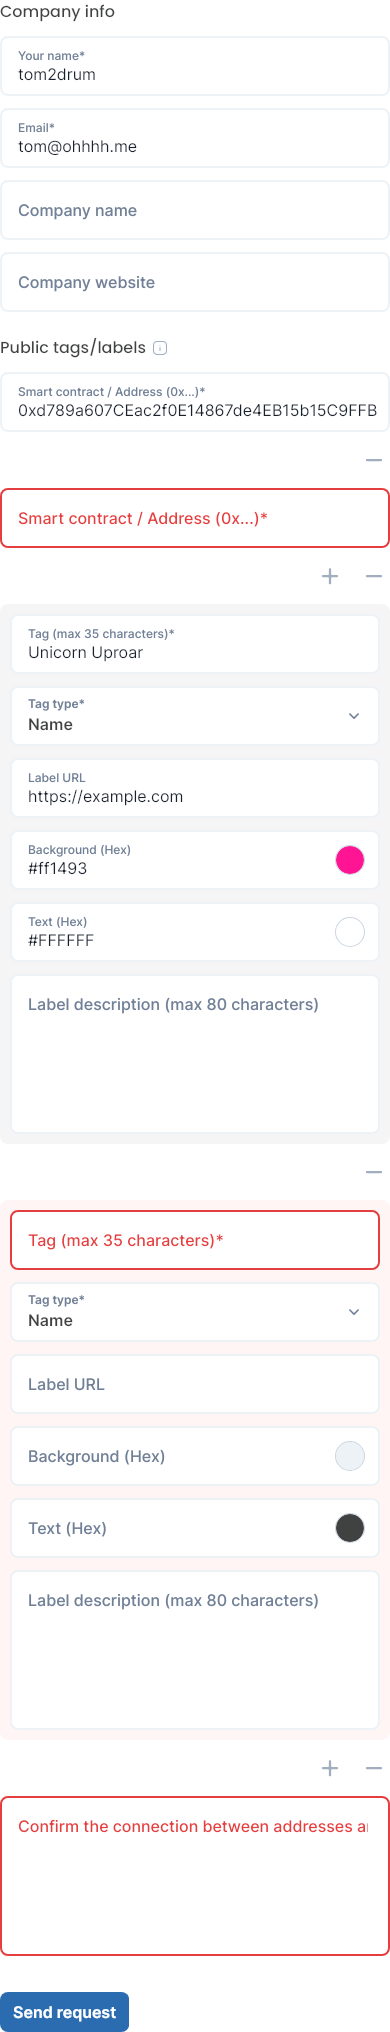 Company info
Your name*
tom2drum
Email*
tom@ohhhh.me
Company name
Company website
Public tags/labels
Smart contract / Address (0x...)*
0xd789a607CEac2f0E14867de4EB15b15C9FFB
Smart contract / Address (0x...)*
Tag (max 35 characters)*
Unicorn Uproar
Tag type*
Name
Label URL
https://example.com
Background (Hex)
#ff1493
Text (Hex)
#FFFFFF
Label description (max 80 characters)
Tag (max 35 characters)*
Tag type*
Name
Label URL
Background (Hex)
Text (Hex)
Label description (max 80 characters)
Confirm the connection between addresses
Send request